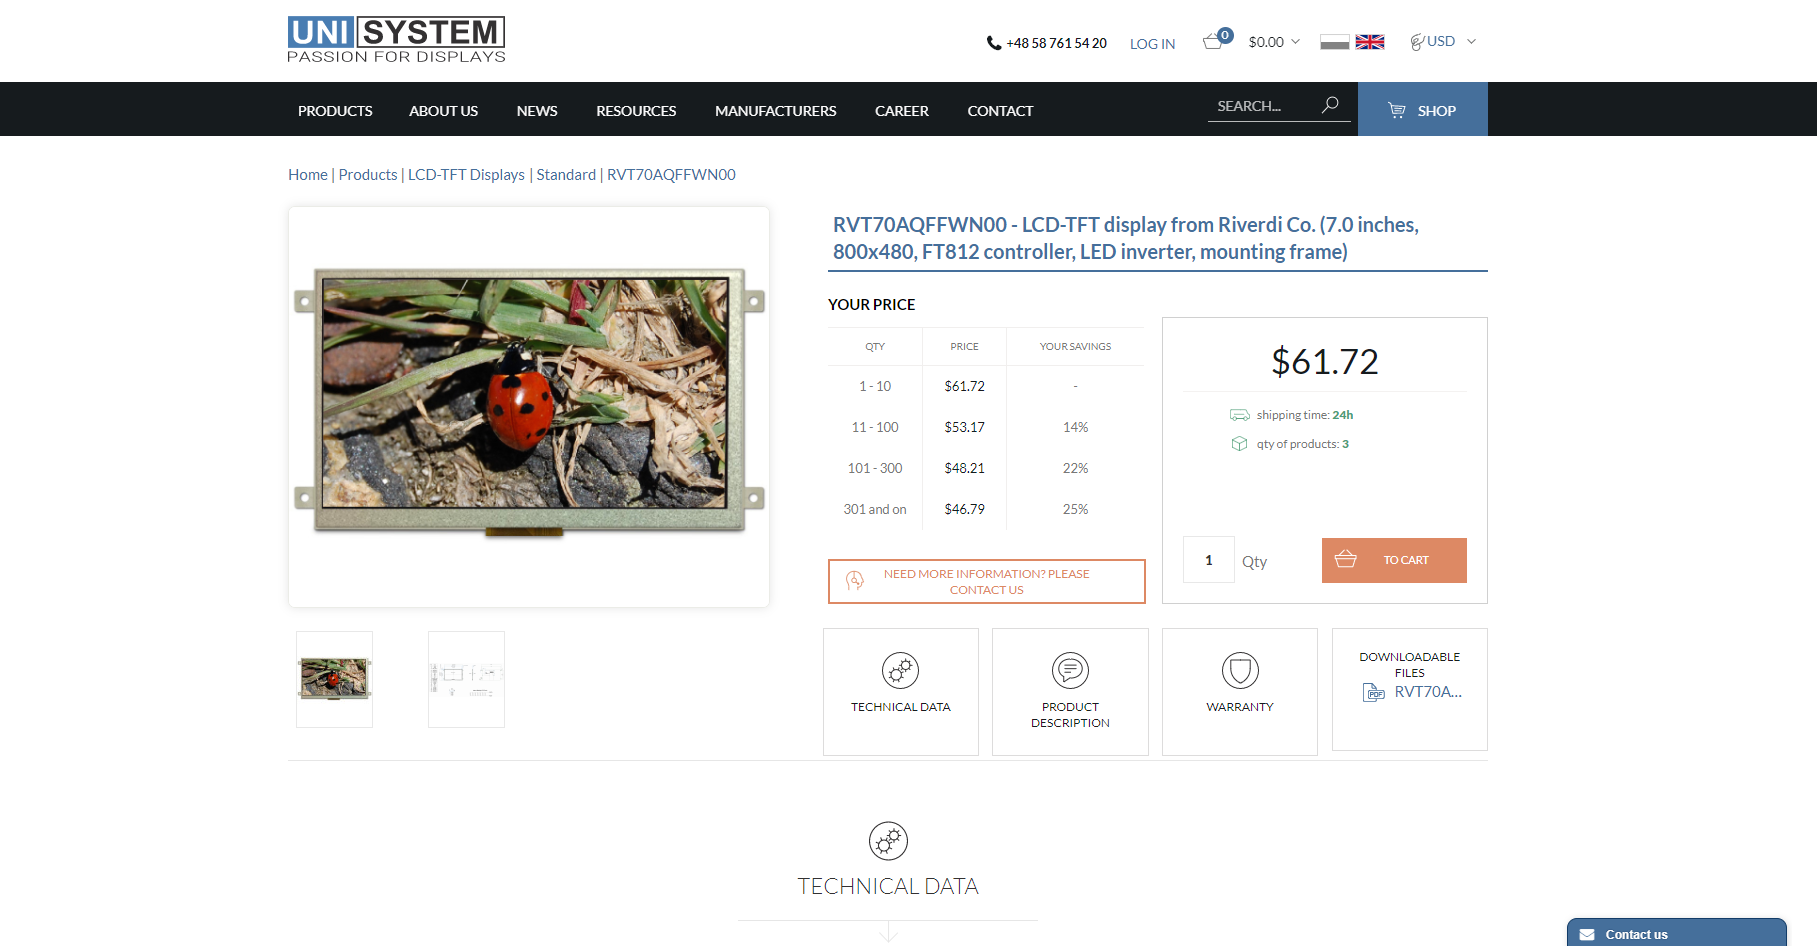 UNI SYSTEM
PASSION FOR DISPLAYS
+48 58 761 54 20
LOG IN
0
$0.00
USD
PRODUCTS
ABOUT US
NEWS
RESOURCES
MANUFACTURERS
CAREER
CONTACT
SEARCH...
SHOP
Home | Products | LCD-TFT Displays | Standard | RVT70AQFFWN00
RVT70AQFFWN00 - LCD-TFT display from Riverdi Co. (7.0 inches,
800x480, FT812 controller, LED inverter, mounting frame)
YOUR PRICE
QTY PRICE YOUR SAVINGS
1 - 10 $61.72 -
11 - 100 $53.17 14%
101 - 300 $48.21 22%
301 and on $46.79 25%
$61.72
shipping time: 24h
qty of products: 3
1 Qty
TO CART
NEED MORE INFORMATION? PLEASE
CONTACT US
TECHNICAL DATA
PRODUCT
DESCRIPTION
WARRANTY
DOWNLOADABLE
FILES
PDF RVT70A...
TECHNICAL DATA
Contact us